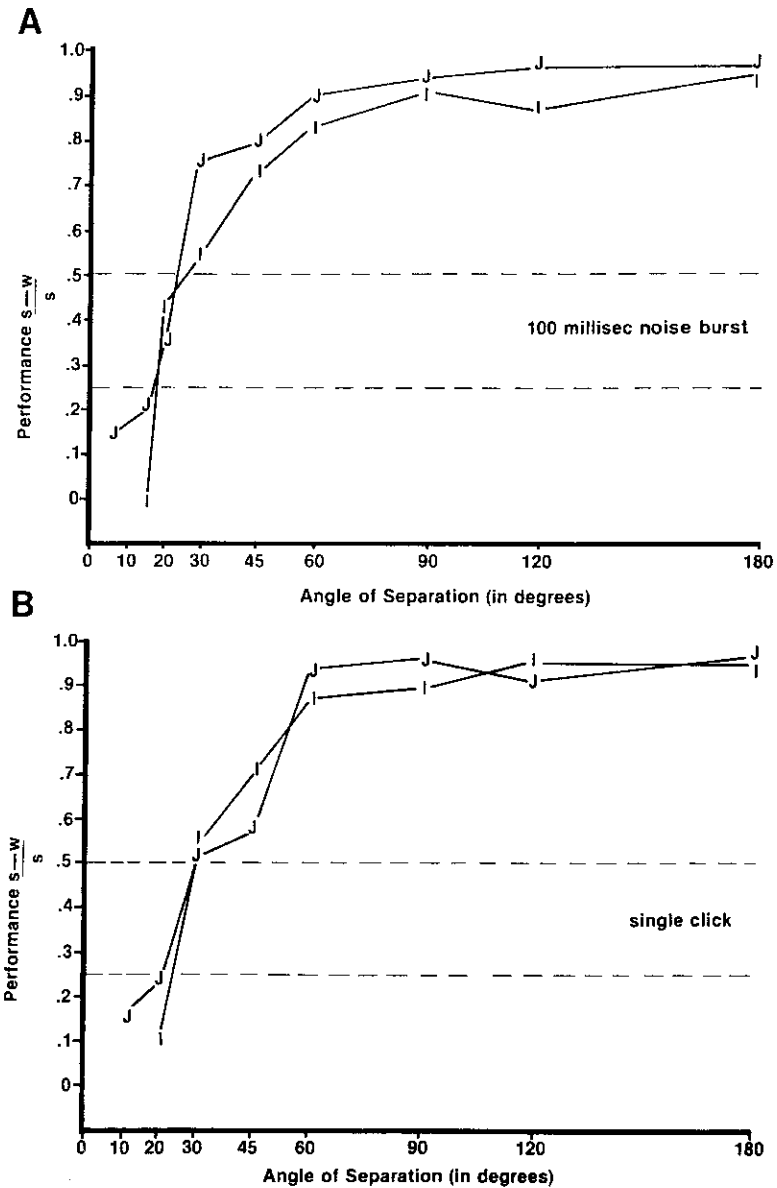 A
1.0
.9
.8
.7
.6
.5
.4
.3
.2
.1
0
Performance s—w
s
J J J J J J J J J
I I I I I I I I
100 millisec noise burst
0 10 20 30 45 60 90 120 180
Angle of Separation (in degrees)
B
1.0
.9
.8
.7
.6
.5
.4
.3
.2
.1
0
Performance s—w
s
J J J J J J J J
I I I I I I I
single click
0 10 20 30 45 60 90 120 180
Angle of Separation (in degrees)